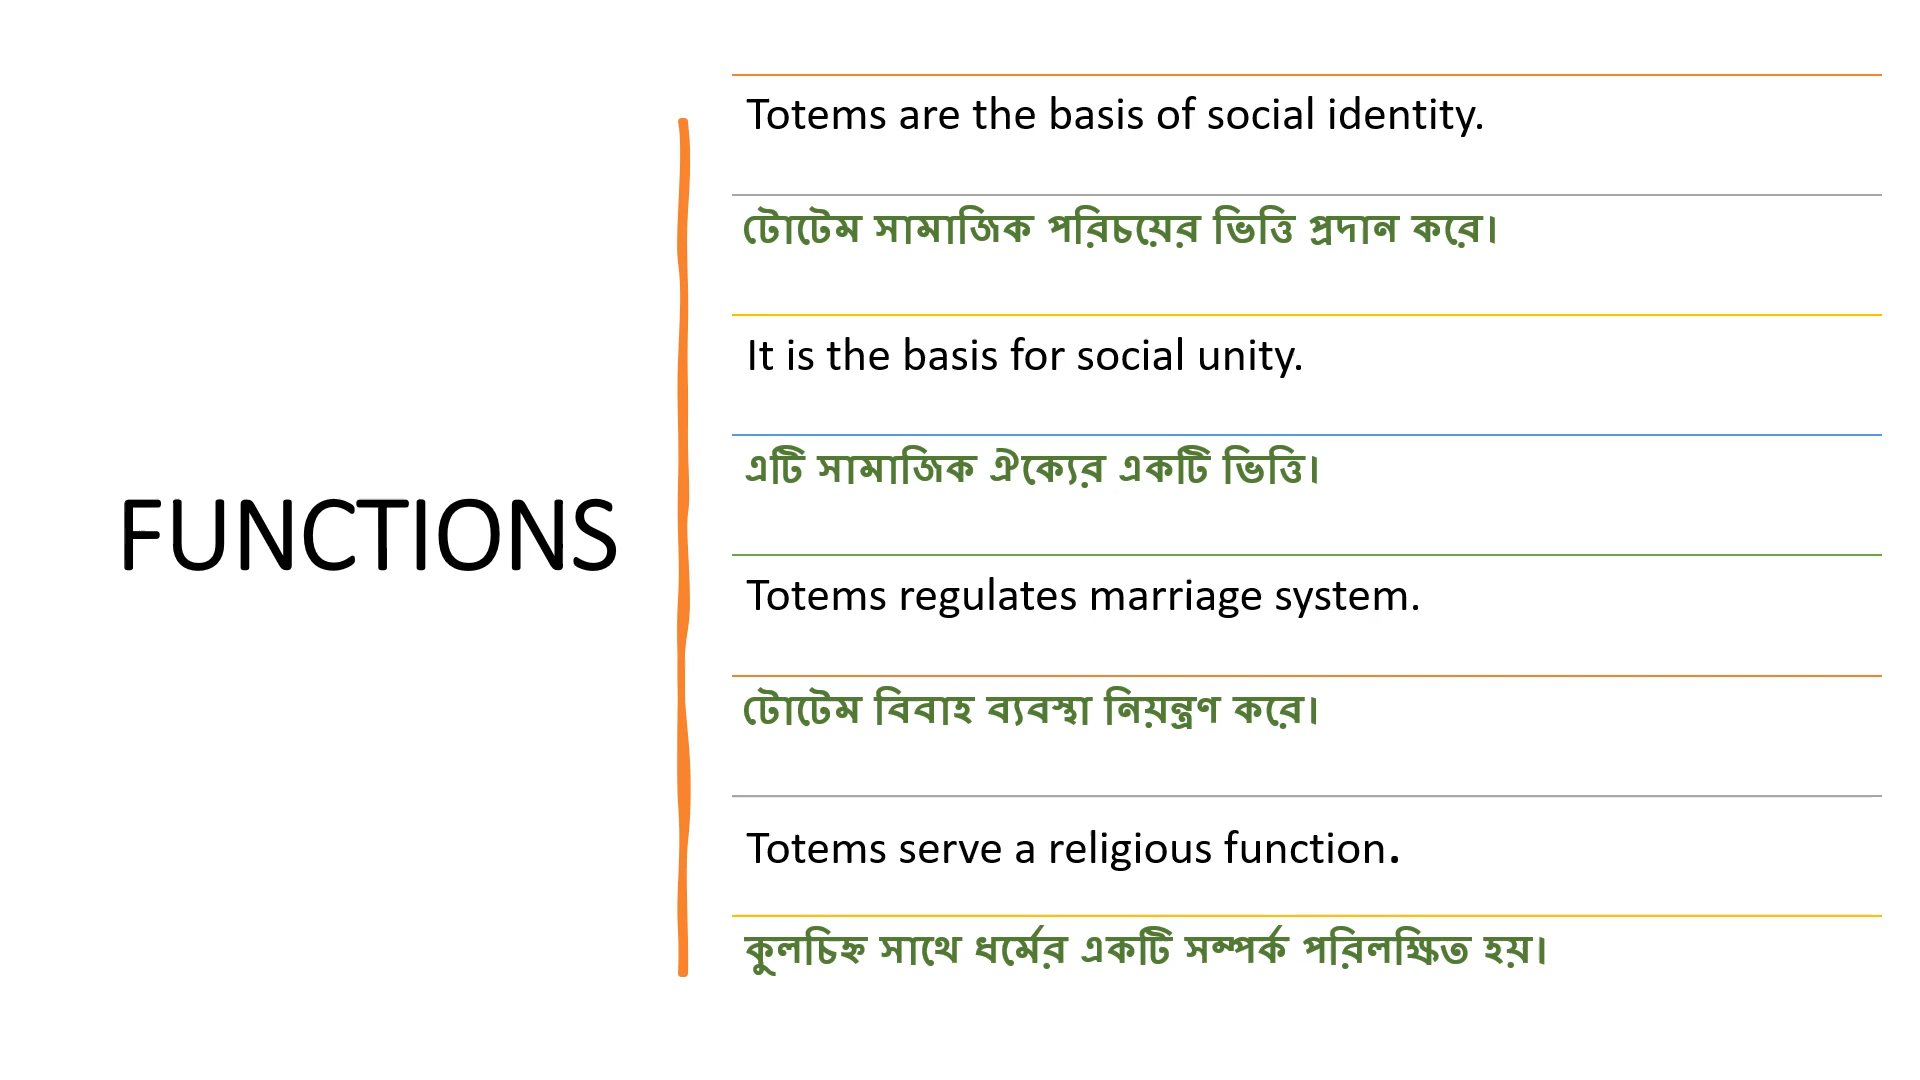 FUNCTIONS
Totems are the basis of social identity.
টোটেম সামাজিক পরিচয়ের ভিত্তি প্রদান করে।
It is the basis for social unity.
এটি সামাজিক ঐক্যের একটি ভিত্তি।
Totems regulates marriage system.
টোটেম বিবাহ ব্যবস্থা নিয়ন্ত্রণ করে।
Totems serve a religious function.
কুলচিহ্ন সাথে ধর্মের একটি সম্পর্ক পরিলক্ষিত হয়।